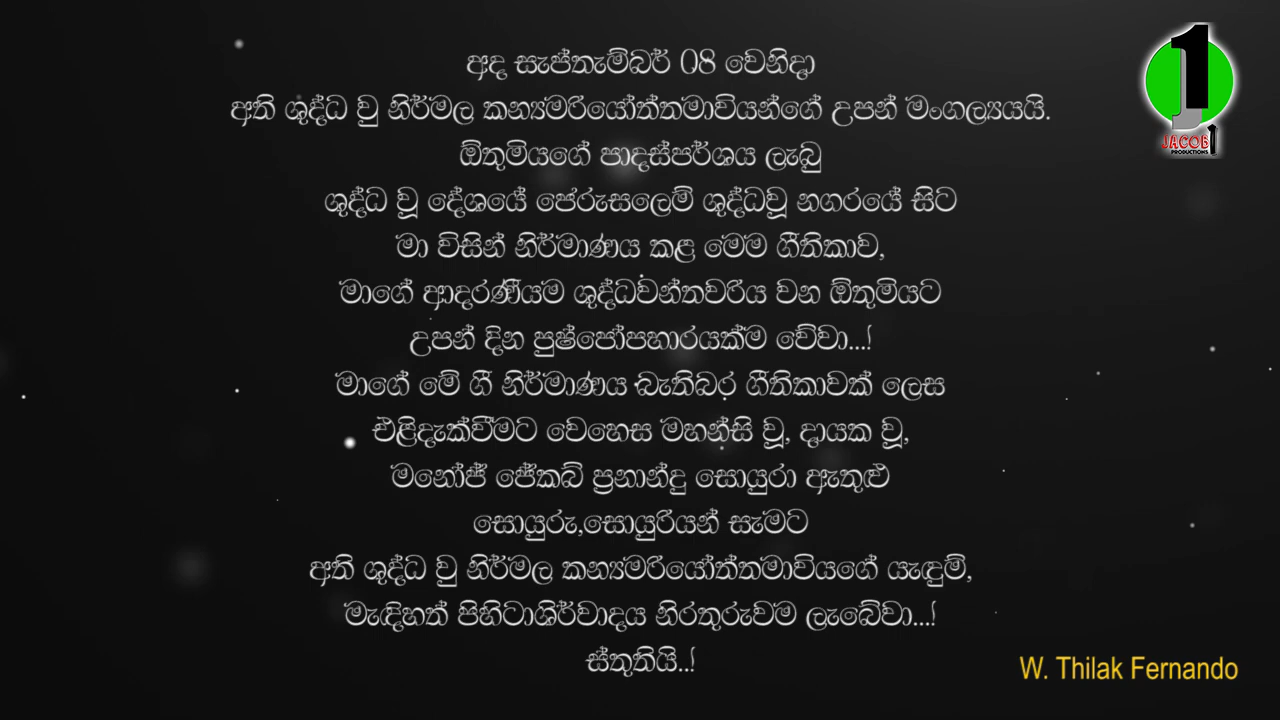 අද සැප්තැම්බර් 08 වෙනිදා
අති ශුද්ධ වු නිර්මල කන්‍යමරියෝත්තමාවියන්ගේ උපන් මංගල්‍යයයි.
ඕතුමියගේ පාදස්පර්ශය ලැබු
ශුද්ධ වූ දේශයේ ජේරුසලෙම් ශුද්ධවූ නගරයේ සිට
මා විසින් නිර්මාණය කළ මෙම ගීතිකාව,
මාගේ ආදරණීයම ශුද්ධවන්තවරිය වන ඕතුමියට
උපන් දින පුෂ්පෝපහාරයක්ම වේවා...!
මාගේ මේ ගී නිර්මාණය බැතිබර ගීතිකාවක් ලෙස
එළිදැක්වීමට වෙහෙස මහන්සි වූ, දායක වූ,
මනෝජ් ජේකබ් ප්‍රනාන්දු සොයුරා ඇතුළු
සොයුරු,සොයුරියන් සැමට
අති ශුද්ධ වු නිර්මල කන්‍යමරියෝත්තමාවියගේ යැඳුම්,
මැඳිහත් පිහිටාශිර්වාදය නිරතුරුවම ලැබේවා...!
ස්තුතියි..!
W. Thilak Fernando
1
JACOB1
PRODUCTIONS